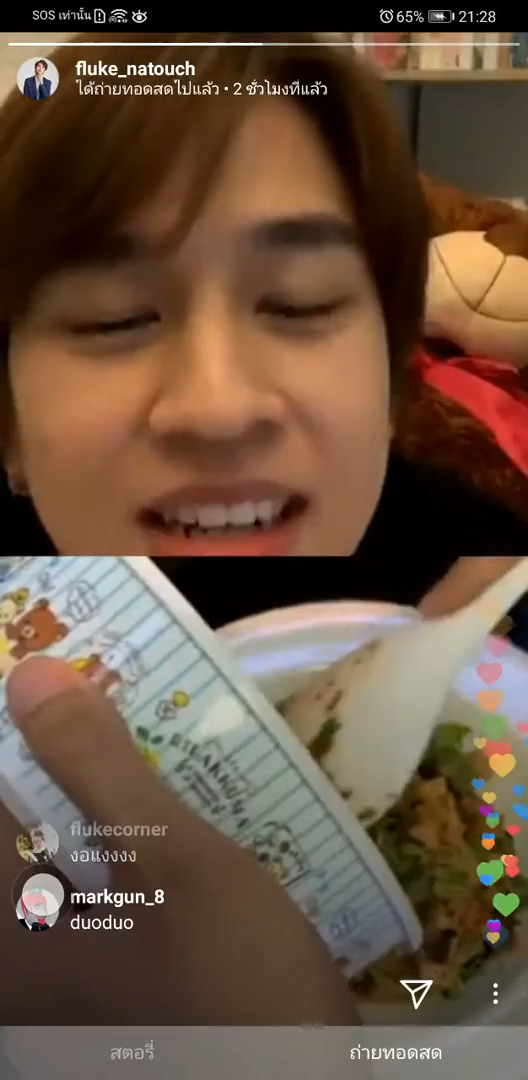 SOS เท่านั้น
65%
21:28
fluke_natouch
ได้ถ่ายทอดสดไปแล้ว • 2 ชั่วโมงที่แล้ว
RILAKKUMA
flukecorner
งอแงงงง
markgun_8
duoduo
สตอรี่
ถ่ายทอดสด